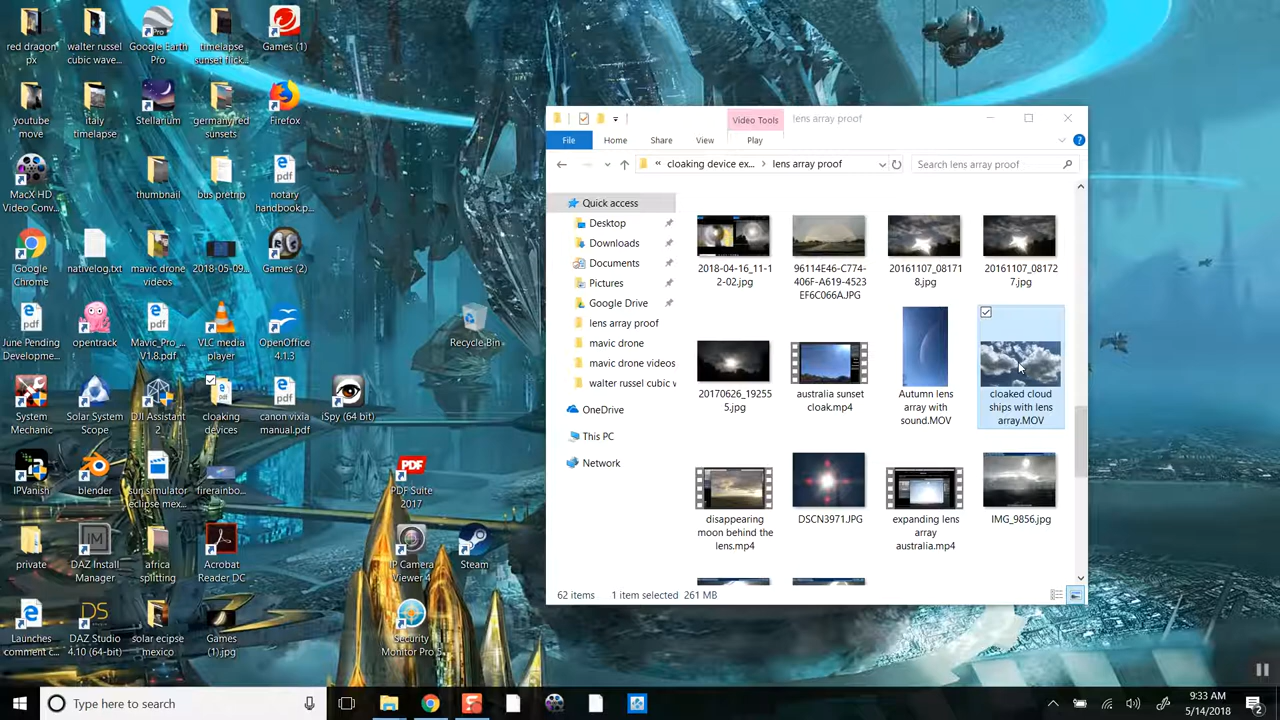 red dragon
px
walter russel
cubic wave...
Google Earth
Pro
timelapse
sunset flick...
Games (1)
youtube
move
italy
timelapse
Stellarium
germany red
sunsets
Firefox
MacX HD
Video Conv...
thumbnail
bus pretrip
notary
handbook.p...
Google
Chrome
nativelog.txt
mavic drone
videos
2018-05-09...
Games (2)
June Pending
Developme...
opentrack
Mavic_Pro_...
V1.8.pdf
VLC media
player
OpenOffice
4.1.3
Recycle Bin
System
Mechanic
Solar System
Scope
DJI Assistant
2
cloaking
devices
canon vixia
manual.pdf
iSpy (64 bit)
IPVanish
blender
sun simulator
eclipse mex...
firerainbo...
PDF
PDF Suite
2017
private
DAZ Install
Manager
africa
splitting
Acrobat
Reader DC
IP Camera
Viewer 4
Steam
Launches
comment c...
DAZ Studio
4.10 (64-bit)
solar ecipse
mexico
Games
(1).jpg
Security
Monitor Pro 5
Video Tools
lens array proof
File
Home
Share
View
Play
« cloaking device ex... > lens array proof
Search lens array proof
Quick access
Desktop
Downloads
Documents
Pictures
Google Drive
lens array proof
mavic drone
mavic drone videos
walter russel cubic v
OneDrive
This PC
Network
2018-04-16_11-1
2-02.jpg
96114E46-C774-
406F-A619-4523
EF6C066A.JPG
20161107_08171
8.jpg
20161107_08172
7.jpg
20170626_19255
5.jpg
australia sunset
cloak.mp4
Autumn lens
array with
sound.MOV
cloaked cloud
ships with lens
array.MOV
disappearing
moon behind the
lens.mp4
DSCN3971.JPG
expanding lens
array
australia.mp4
IMG_9856.jpg
62 items
1 item selected 261 MB
Type here to search
9:33 AM
5/14/2018
2